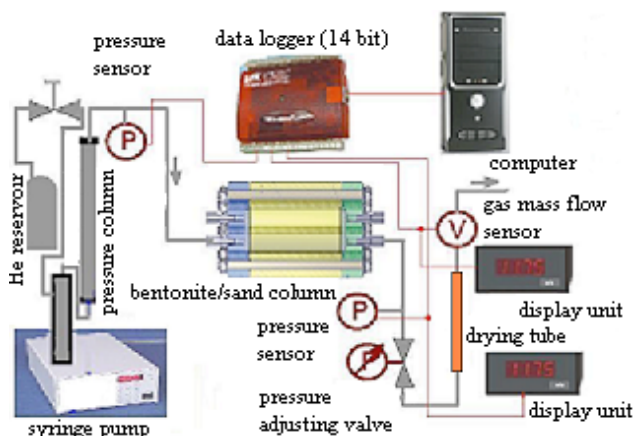 pressure
sensor
data logger (14 bit)
He reservoir
pressure column
P
computer
gas mass flow
sensor
V
bentonite/sand column
P
pressure
sensor
P
pressure
adjusting valve
drying tube
display unit
1175
display unit
syringe pump